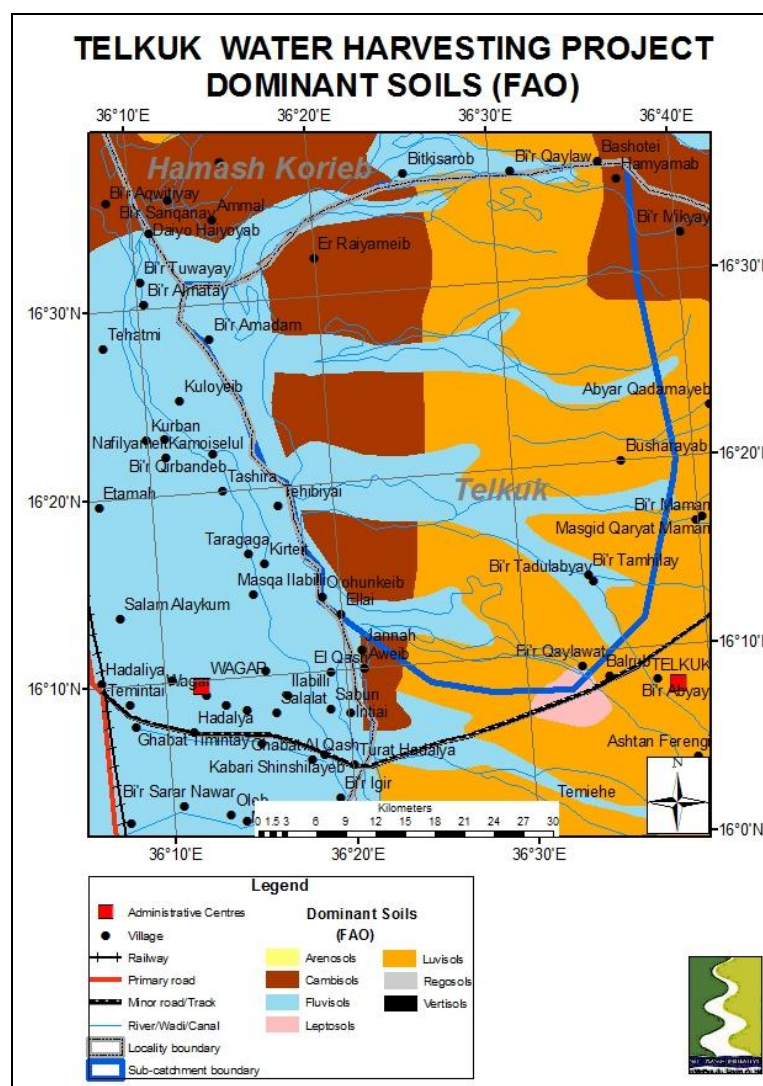 TELKUK WATER HARVESTING PROJECT
DOMINANT SOILS (FAO)
36°10'E 36°20'E 36°30'E 36°40'E
Hamash Korieb
Bitkisarob
Bi'r Qaylaw
Bashotei
Hamyamab
Bi'r Aqwitiyay
Bi'r Sanqanay
Ammal
Daiyo Haiyoyab
Bi'r Mikyay
Er Raiyameib
Bi'r Tuwayay
Bi'r Almatay
16°30'N
16°30'N
Tehatmi
Bi'r Amadam
Kuloyeib
Abyar Qadamayeb
Kurban
Nafilyameit
Kamoiselul
Bi'r Qirbandeb
Busharayab
16°20'N
Tashira
Etamah
Tehibiyai
Telkuk
16°20'N
Bi'r Maman
Masgid Qaryat Maman
Taragaga
Kirteit
Bi'r Tamhilay
Bi'r Tadulabyay
Masqa Ilabili
Olohunkeib
Ellai
Salam Alaykum
Jannah
Aweib
16°10'N
Bi'r Qaylawat
Balrub
TELKUK
Bi'r Abyay
16°10'N
Hadaliya
Wagar
WAGAR
El Qash
Temintai
Ilabilli
Salalat
Sabun
Intiai
Hadalya
Ghabat Timintay
Ghabat Al Qash
Turat Hadalya
Ashtan Ferengi
Kabari Shinshilayeb
Temiehe
N
Bi'r Sarar Nawar
Oleb
Bi'r Igir
Kilometers
0 1.5 3 6 9 12 15 18 21 24 27 30
16°0'N
36°10'E 36°20'E 36°30'E
Legend
Administrative Centres
Village
Railway
Primary road
Minor road/Track
River/Wadi/Canal
Locality boundary
Sub-catchment boundary
Dominant Soils
(FAO)
Arenosols
Cambisols
Fluvisols
Leptosols
Luvisols
Regosols
Vertisols